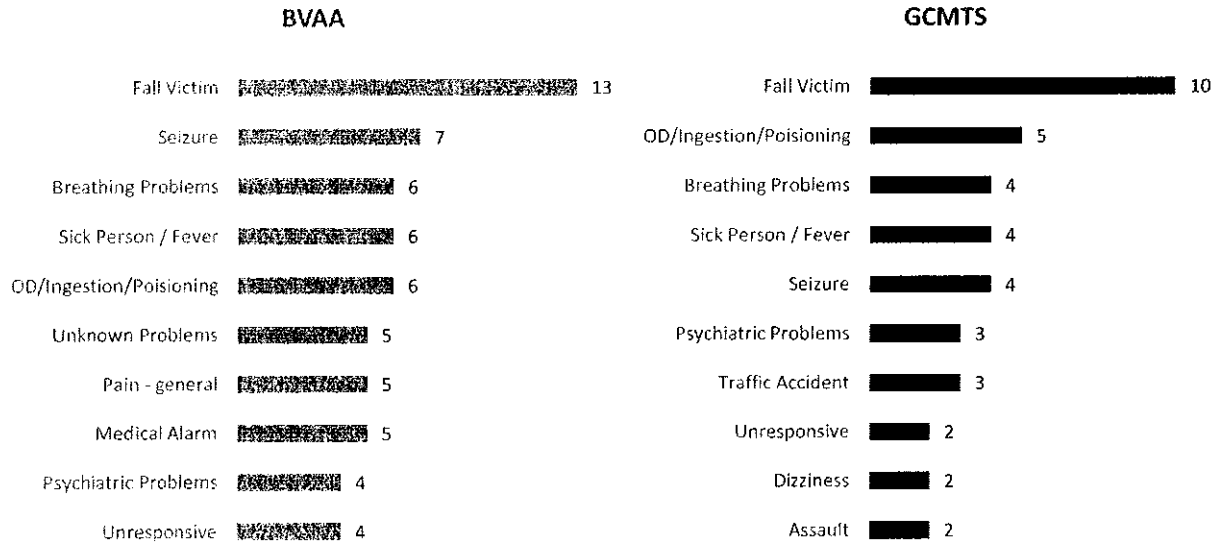 BVAA
Fall Victim 13
Seizure 7
Breathing Problems 6
Sick Person / Fever 6
OD/Ingestion/Poisioning 6
Unknown Problems 5
Pain - general 5
Medical Alarm 5
Psychiatric Problems 4
Unresponsive 4
GCMTS
Fall Victim 10
OD/Ingestion/Poisioning 5
Breathing Problems 4
Sick Person / Fever 4
Seizure 4
Psychiatric Problems 3
Traffic Accident 3
Unresponsive 2
Dizziness 2
Assault 2